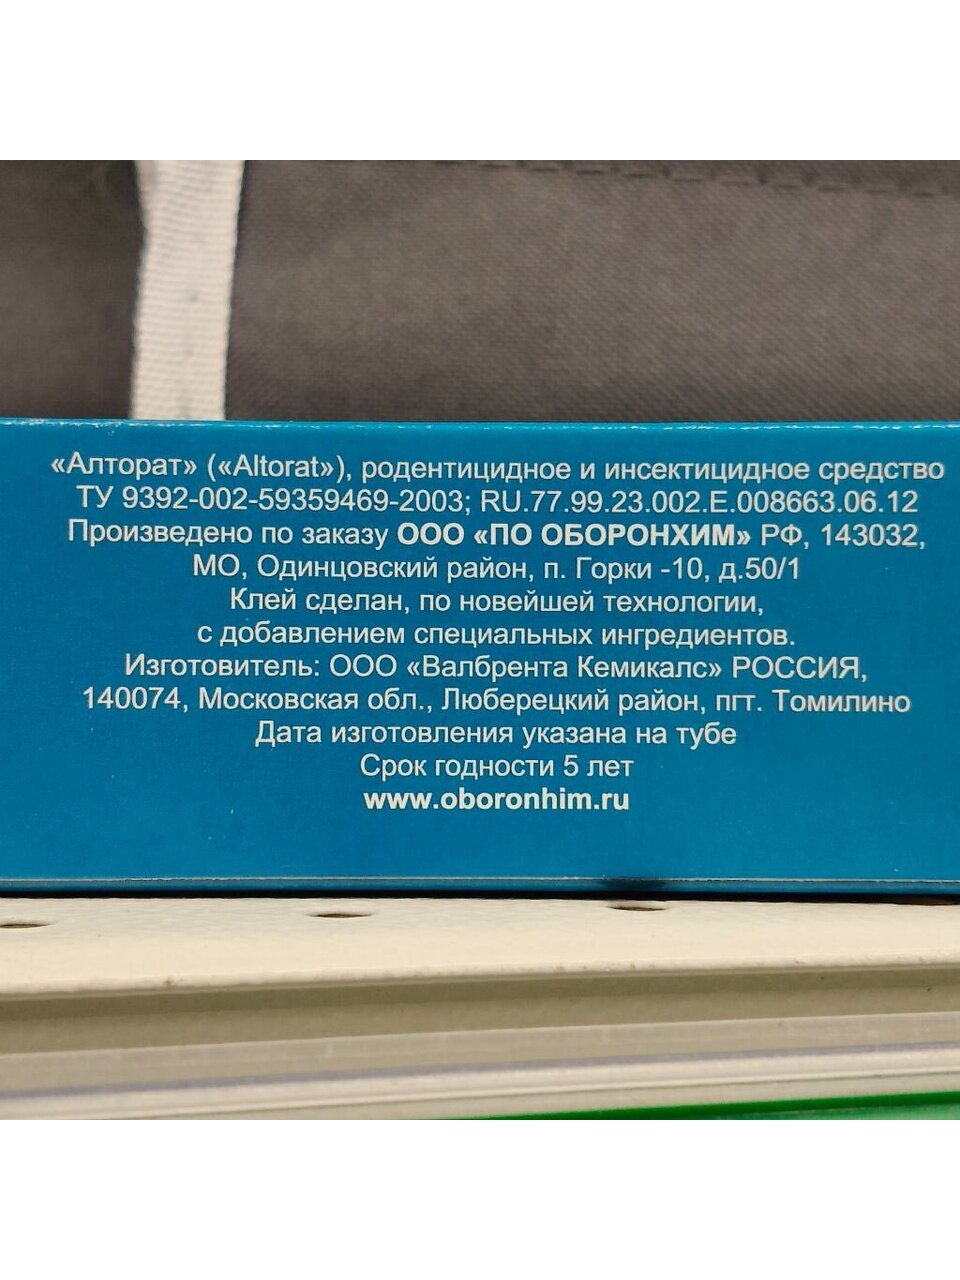 «Алторат» («Altorat»), родентицидное и инсектицидное средство
ТУ 9392-002-59359469-2003; RU.77.99.23.002.Е.008663.06.12
Произведено по заказу ООО «ПО ОБОРОНХИМ» РФ, 143032,
МО, Одинцовский район, п. Горки -10, д.50/1
Клей сделан, по новейшей технологии,
с добавлением специальных ингредиентов.
Изготовитель: ООО «Валбрента Кемикалс» РОССИЯ,
140074, Московская обл., Люберецкий район, пгт. Томилино
Дата изготовления указана на тубе
Срок годности 5 лет
www.oboronhim.ru